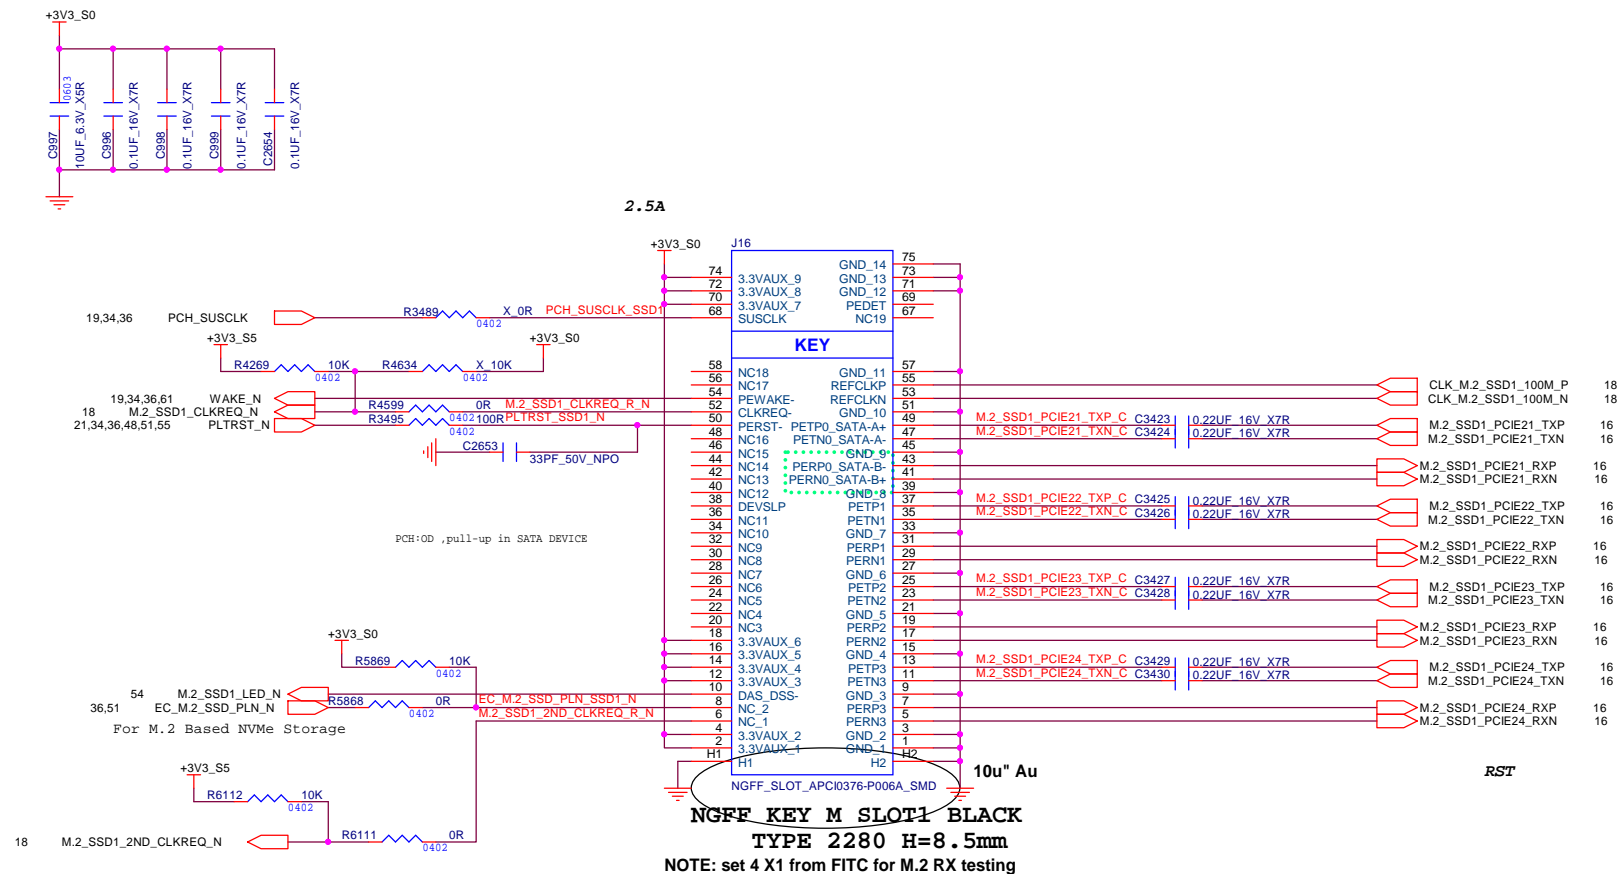 +3V3_S0
0603
C997 10UF_6.3V_X5R
C996 0.1UF_16V_X7R
C998 0.1UF_16V_X7R
C999 0.1UF_16V_X7R
C2654 0.1UF_16V_X7R
2.5A
+3V3_S0
J16
74 3.3VAUX_9
72 3.3VAUX_8
70 3.3VAUX_7
68 SUSCLK
GND_14 75
GND_13 73
GND_12 71
PEDET 69
NC19 67
19,34,36 PCH_SUSCLK R3489 X_0R 0402 PCH_SUSCLK_SSD1
KEY
+3V3_S5
R4269 10K 0402
R4634 X_10K 0402
+3V3_S0
19,34,36,61 WAKE_N
18 M.2_SSD1_CLKREQ_N R4599 0R 0402 M.2_SSD1_CLKREQ_R_N
21,34,36,48,51,55 PLTRST_N R3495 100R 0402 PLTRST_SSD1_N
C2653 33PF_50V_NPO
PCH:OD ,pull-up in SATA DEVICE
58 NC18
56 NC17
54 PEWAKE-
52 CLKREQ-
50 PERST-
48 NC16
46 NC15
44 NC14
42 NC13
40 NC12
38 DEVSLP
36 NC11
34 NC10
32 NC9
30 NC8
28 NC7
26 NC6
24 NC5
22 NC4
20 NC3
18 3.3VAUX_6
16 3.3VAUX_5
14 3.3VAUX_4
12 3.3VAUX_3
10 DAS_DSS-
8 NC_2
6 NC_1
4 3.3VAUX_2
2 3.3VAUX_1
H1 H1
GND_11 57
REFCLKP 55
REFCLKN 53
GND_10 51
PETP0_SATA-A+ 49
PETN0_SATA-A- 47
GND_9 45
PERP0_SATA-B- 43
PERN0_SATA-B+ 41
GND_8 39
PETP1 37
PETN1 35
GND_7 33
PERP1 31
PERN1 29
GND_6 27
PETP2 25
PETN2 23
GND_5 21
PERP2 19
PERN2 17
GND_4 15
PETP3 13
PETN3 11
GND_3 9
PERP3 7
PERN3 5
GND_2 3
GND_1 1
H2 H2
CLK_M.2_SSD1_100M_P 18
CLK_M.2_SSD1_100M_N 18
M.2_SSD1_PCIE21_TXP_C C3423 0.22UF_16V_X7R M.2_SSD1_PCIE21_TXP 16
M.2_SSD1_PCIE21_TXN_C C3424 0.22UF_16V_X7R M.2_SSD1_PCIE21_TXN 16
M.2_SSD1_PCIE21_RXP 16
M.2_SSD1_PCIE21_RXN 16
M.2_SSD1_PCIE22_TXP_C C3425 0.22UF_16V_X7R M.2_SSD1_PCIE22_TXP 16
M.2_SSD1_PCIE22_TXN_C C3426 0.22UF_16V_X7R M.2_SSD1_PCIE22_TXN 16
M.2_SSD1_PCIE22_RXP 16
M.2_SSD1_PCIE22_RXN 16
M.2_SSD1_PCIE23_TXP_C C3427 0.22UF_16V_X7R M.2_SSD1_PCIE23_TXP 16
M.2_SSD1_PCIE23_TXN_C C3428 0.22UF_16V_X7R M.2_SSD1_PCIE23_TXN 16
M.2_SSD1_PCIE23_RXP 16
M.2_SSD1_PCIE23_RXN 16
M.2_SSD1_PCIE24_TXP_C C3429 0.22UF_16V_X7R M.2_SSD1_PCIE24_TXP 16
M.2_SSD1_PCIE24_TXN_C C3430 0.22UF_16V_X7R M.2_SSD1_PCIE24_TXN 16
M.2_SSD1_PCIE24_RXP 16
M.2_SSD1_PCIE24_RXN 16
+3V3_S0
R5869 10K 0402
54 M.2_SSD1_LED_N
36,51 EC_M.2_SSD_PLN_N R5868 0R 0402 EC_M.2_SSD_PLN_SSD1_N
M.2_SSD1_2ND_CLKREQ_R_N
For M.2 Based NVMe Storage
+3V3_S5
R6112 10K 0402
18 M.2_SSD1_2ND_CLKREQ_N R6111 0R 0402
10u" Au
RST
NGFF_SLOT_APCI0376-P006A_SMD
NGFF KEY M SLOT1 BLACK
TYPE 2280 H=8.5mm
NOTE: set 4 X1 from FITC for M.2 RX testing